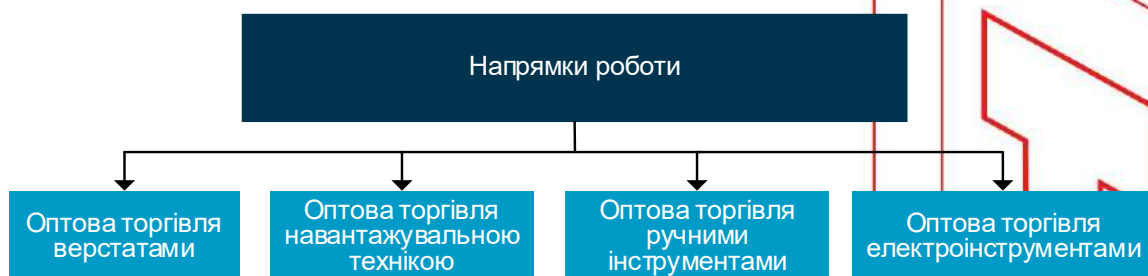 Напрямки роботи
Оптова торгівля
верстатами
Оптова торгівля
навантажувальною
технікою
Оптова торгівля
ручними
інструментами
Оптова торгівля
електроінструментами